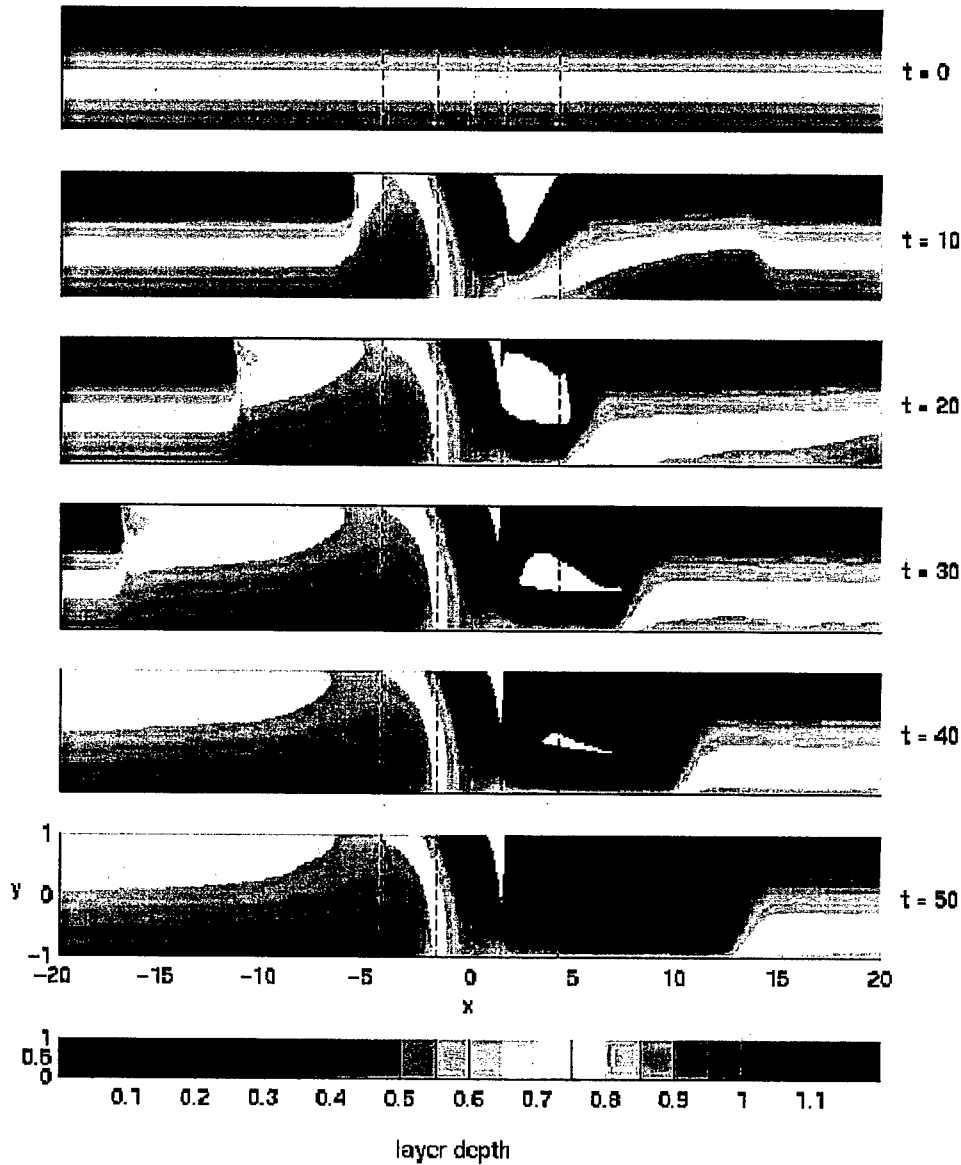 t = 0
t = 10
t = 20
t = 30
t = 40
t = 50
1
y 0
-1
-20 -15 -10 -5 0 5 10 15 20
x
1
0.5
0
0.1 0.2 0.3 0.4 0.5 0.6 0.7 0.8 0.9 1 1.1
layer depth